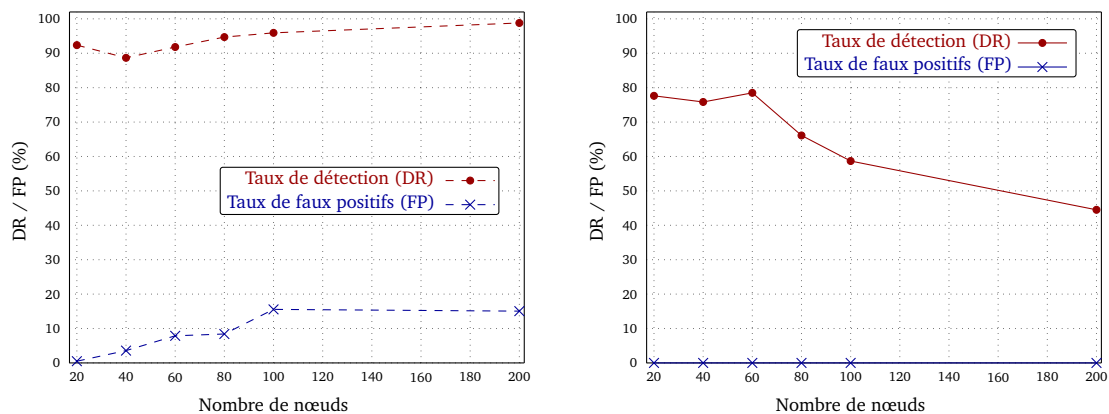 100
90
80
70
60
50
40
30
20
10
0
DR / FP (%)
Taux de détection (DR)
Taux de faux positifs (FP)
20 40 60 80 100 120 140 160 180 200
Nombre de nœuds
100
90
80
70
60
50
40
30
20
10
0
DR / FP (%)
Taux de détection (DR)
Taux de faux positifs (FP)
20 40 60 80 100 120 140 160 180 200
Nombre de nœuds